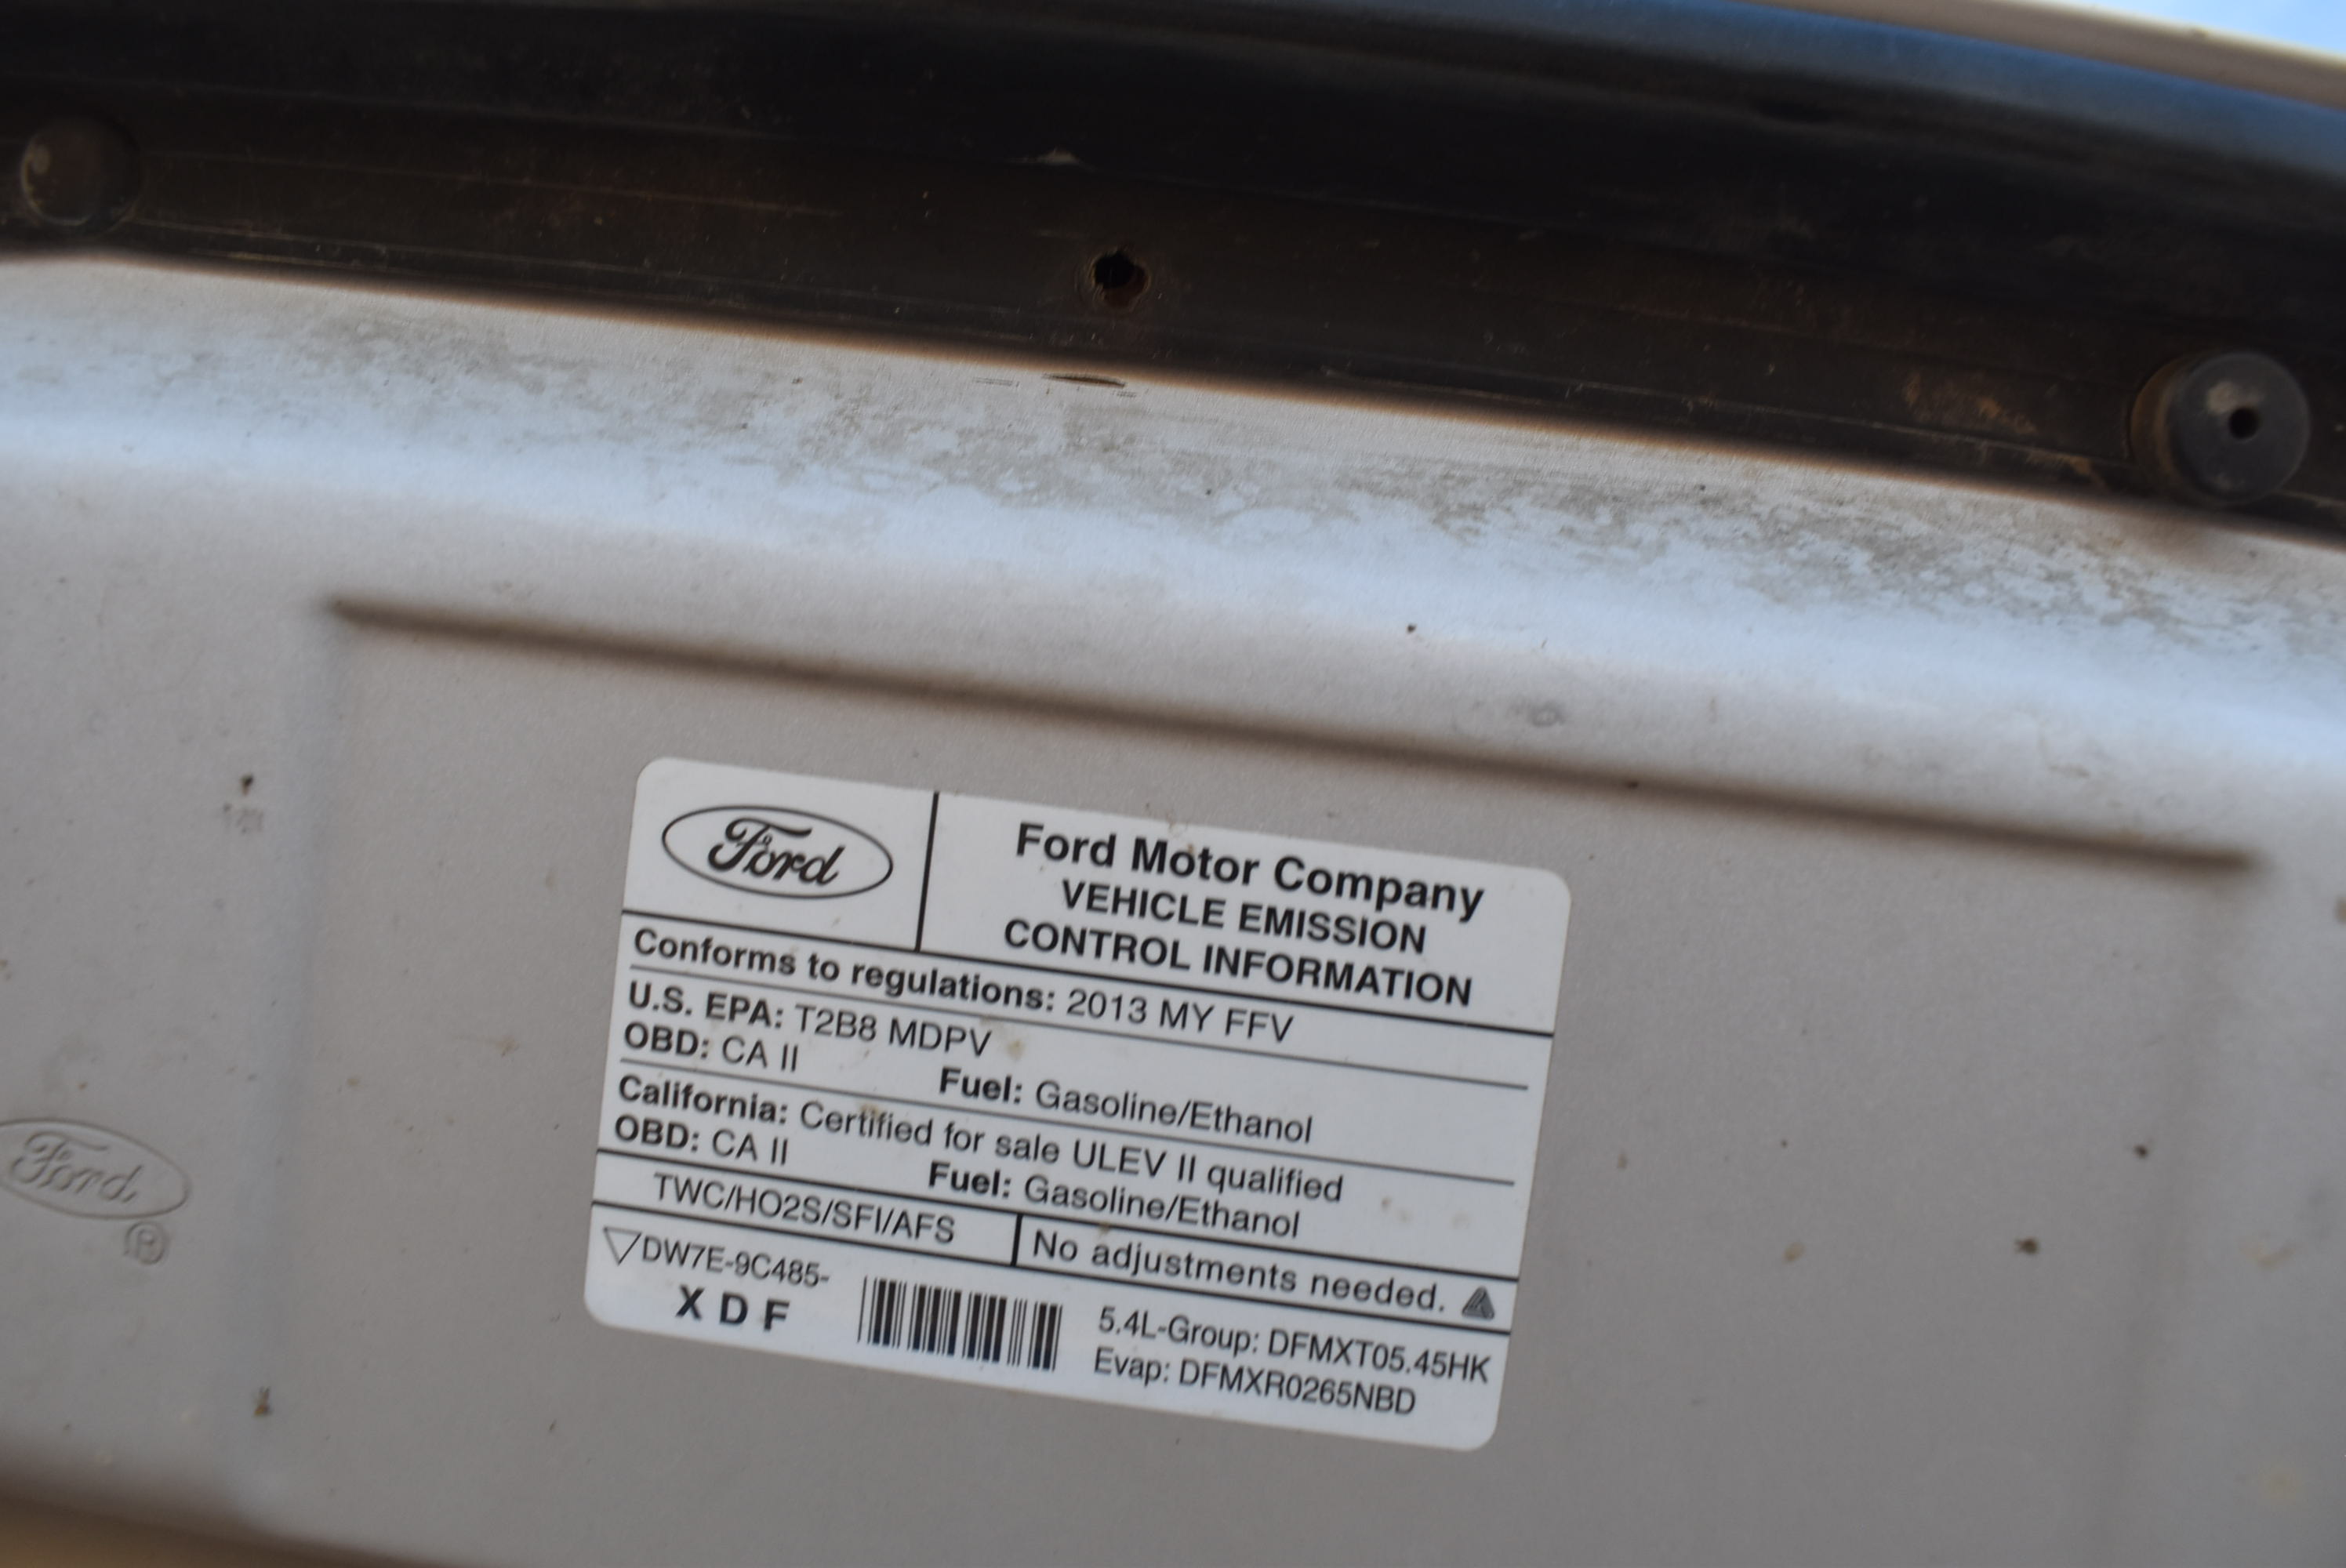 Ford
Ford Motor Company
VEHICLE EMISSION
CONTROL INFORMATION
Conforms to regulations: 2013 MY FFV
U.S. EPA: T2B8 MDPV
OBD: CA II Fuel: Gasoline/Ethanol
California: Certified for sale ULEV II qualified
OBD: CA II Fuel: Gasoline/Ethanol
TWC/HO2S/SFI/AFS No adjustments needed.
DW7E-9C485-
X D F
5.4L-Group: DFMXT05.45HK
Evap: DFMXR0265NBD
Ford
®